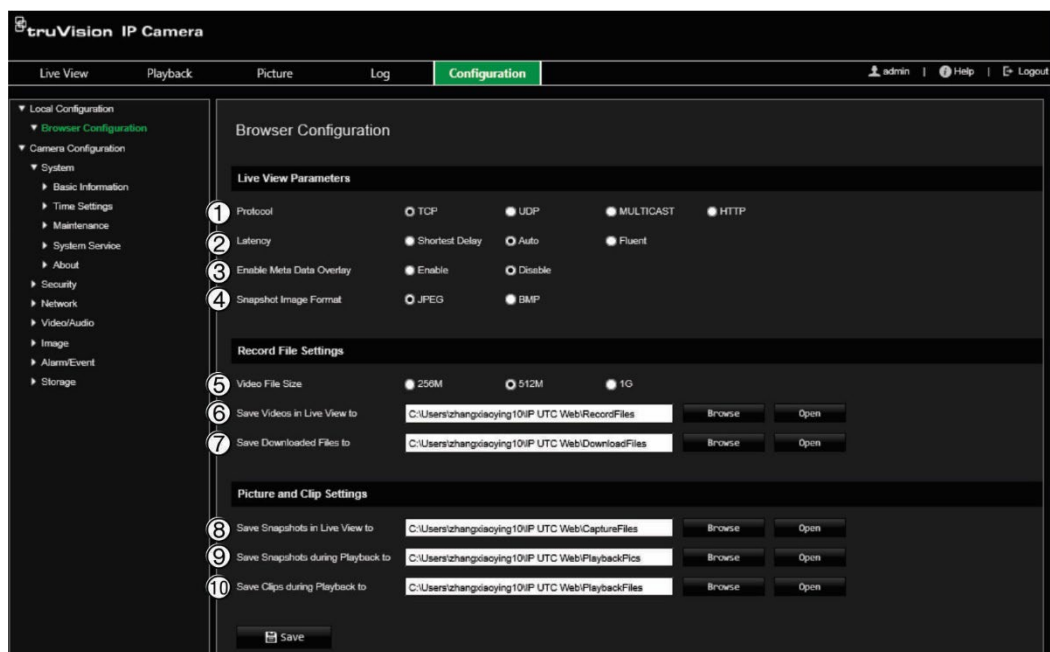 truVision IP Camera
Live View Playback Picture Log Configuration admin | Help | Logout
Local Configuration
Browser Configuration
Camera Configuration
System
Basic Information
Time Settings
Maintenance
System Service
About
Security
Network
Video/Audio
Image
Alarm/Event
Storage
Browser Configuration
Live View Parameters
1 Protocol TCP UDP MULTICAST HTTP
2 Latency Shortest Delay Auto Fluent
3 Enable Meta Data Overlay Enable Disable
4 Snapshot Image Format JPEG BMP
Record File Settings
5 Video File Size 256M 512M 1G
6 Save Videos in Live View to C:\Users\zhangxiaoying10\IP UTC Web\RecordFiles Browse Open
7 Save Downloaded Files to C:\Users\zhangxiaoying10\IP UTC Web\DownloadFiles Browse Open
Picture and Clip Settings
8 Save Snapshots in Live View to C:\Users\zhangxiaoying10\IP UTC Web\CaptureFiles Browse Open
9 Save Snapshots during Playback to C:\Users\zhangxiaoying10\IP UTC Web\PlaybackPics Browse Open
10 Save Clips during Playback to C:\Users\zhangxiaoying10\IP UTC Web\PlaybackFiles Browse Open
Save